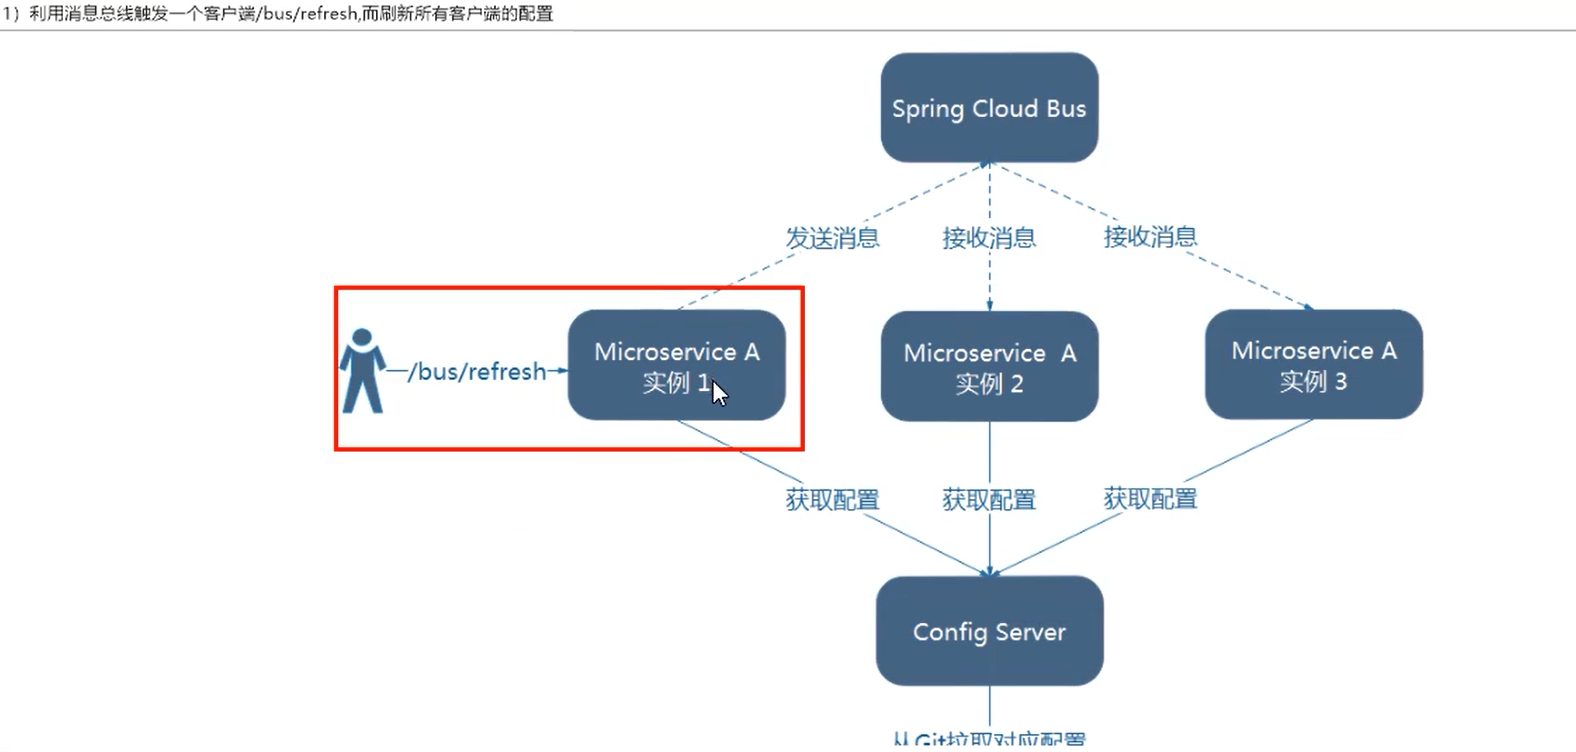 1）利用消息总线触发一个客户端/bus/refresh,而刷新所有客户端的配置
Spring Cloud Bus
发送消息
接收消息
接收消息
/bus/refresh
Microservice A
实例 1
Microservice A
实例 2
Microservice A
实例 3
获取配置
获取配置
获取配置
Config Server
从Git拉取对应配置